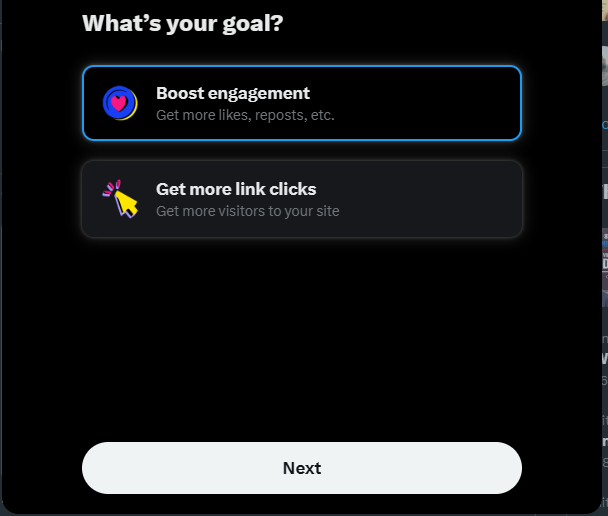 What’s your goal?
Boost engagement
Get more likes, reposts, etc.
Get more link clicks
Get more visitors to your site
Next